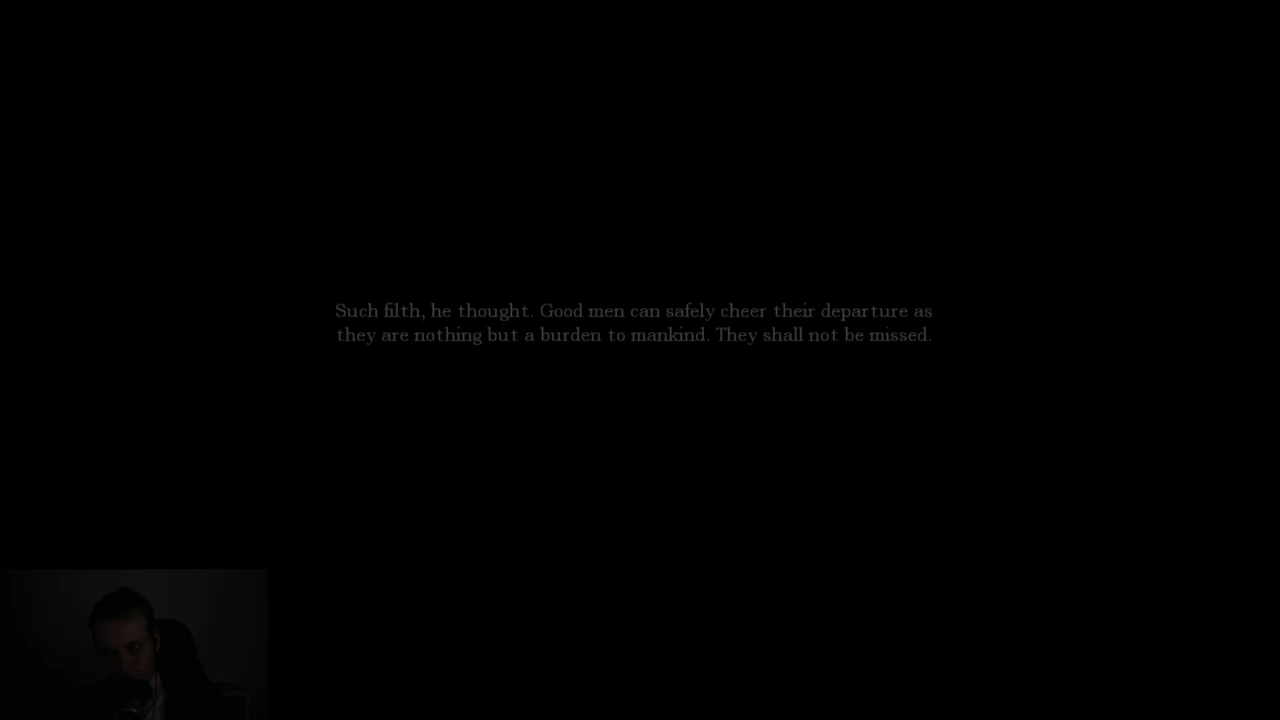 Such filth, he thought. Good men can safely cheer their departure as
they are nothing but a burden to mankind. They shall not be missed.